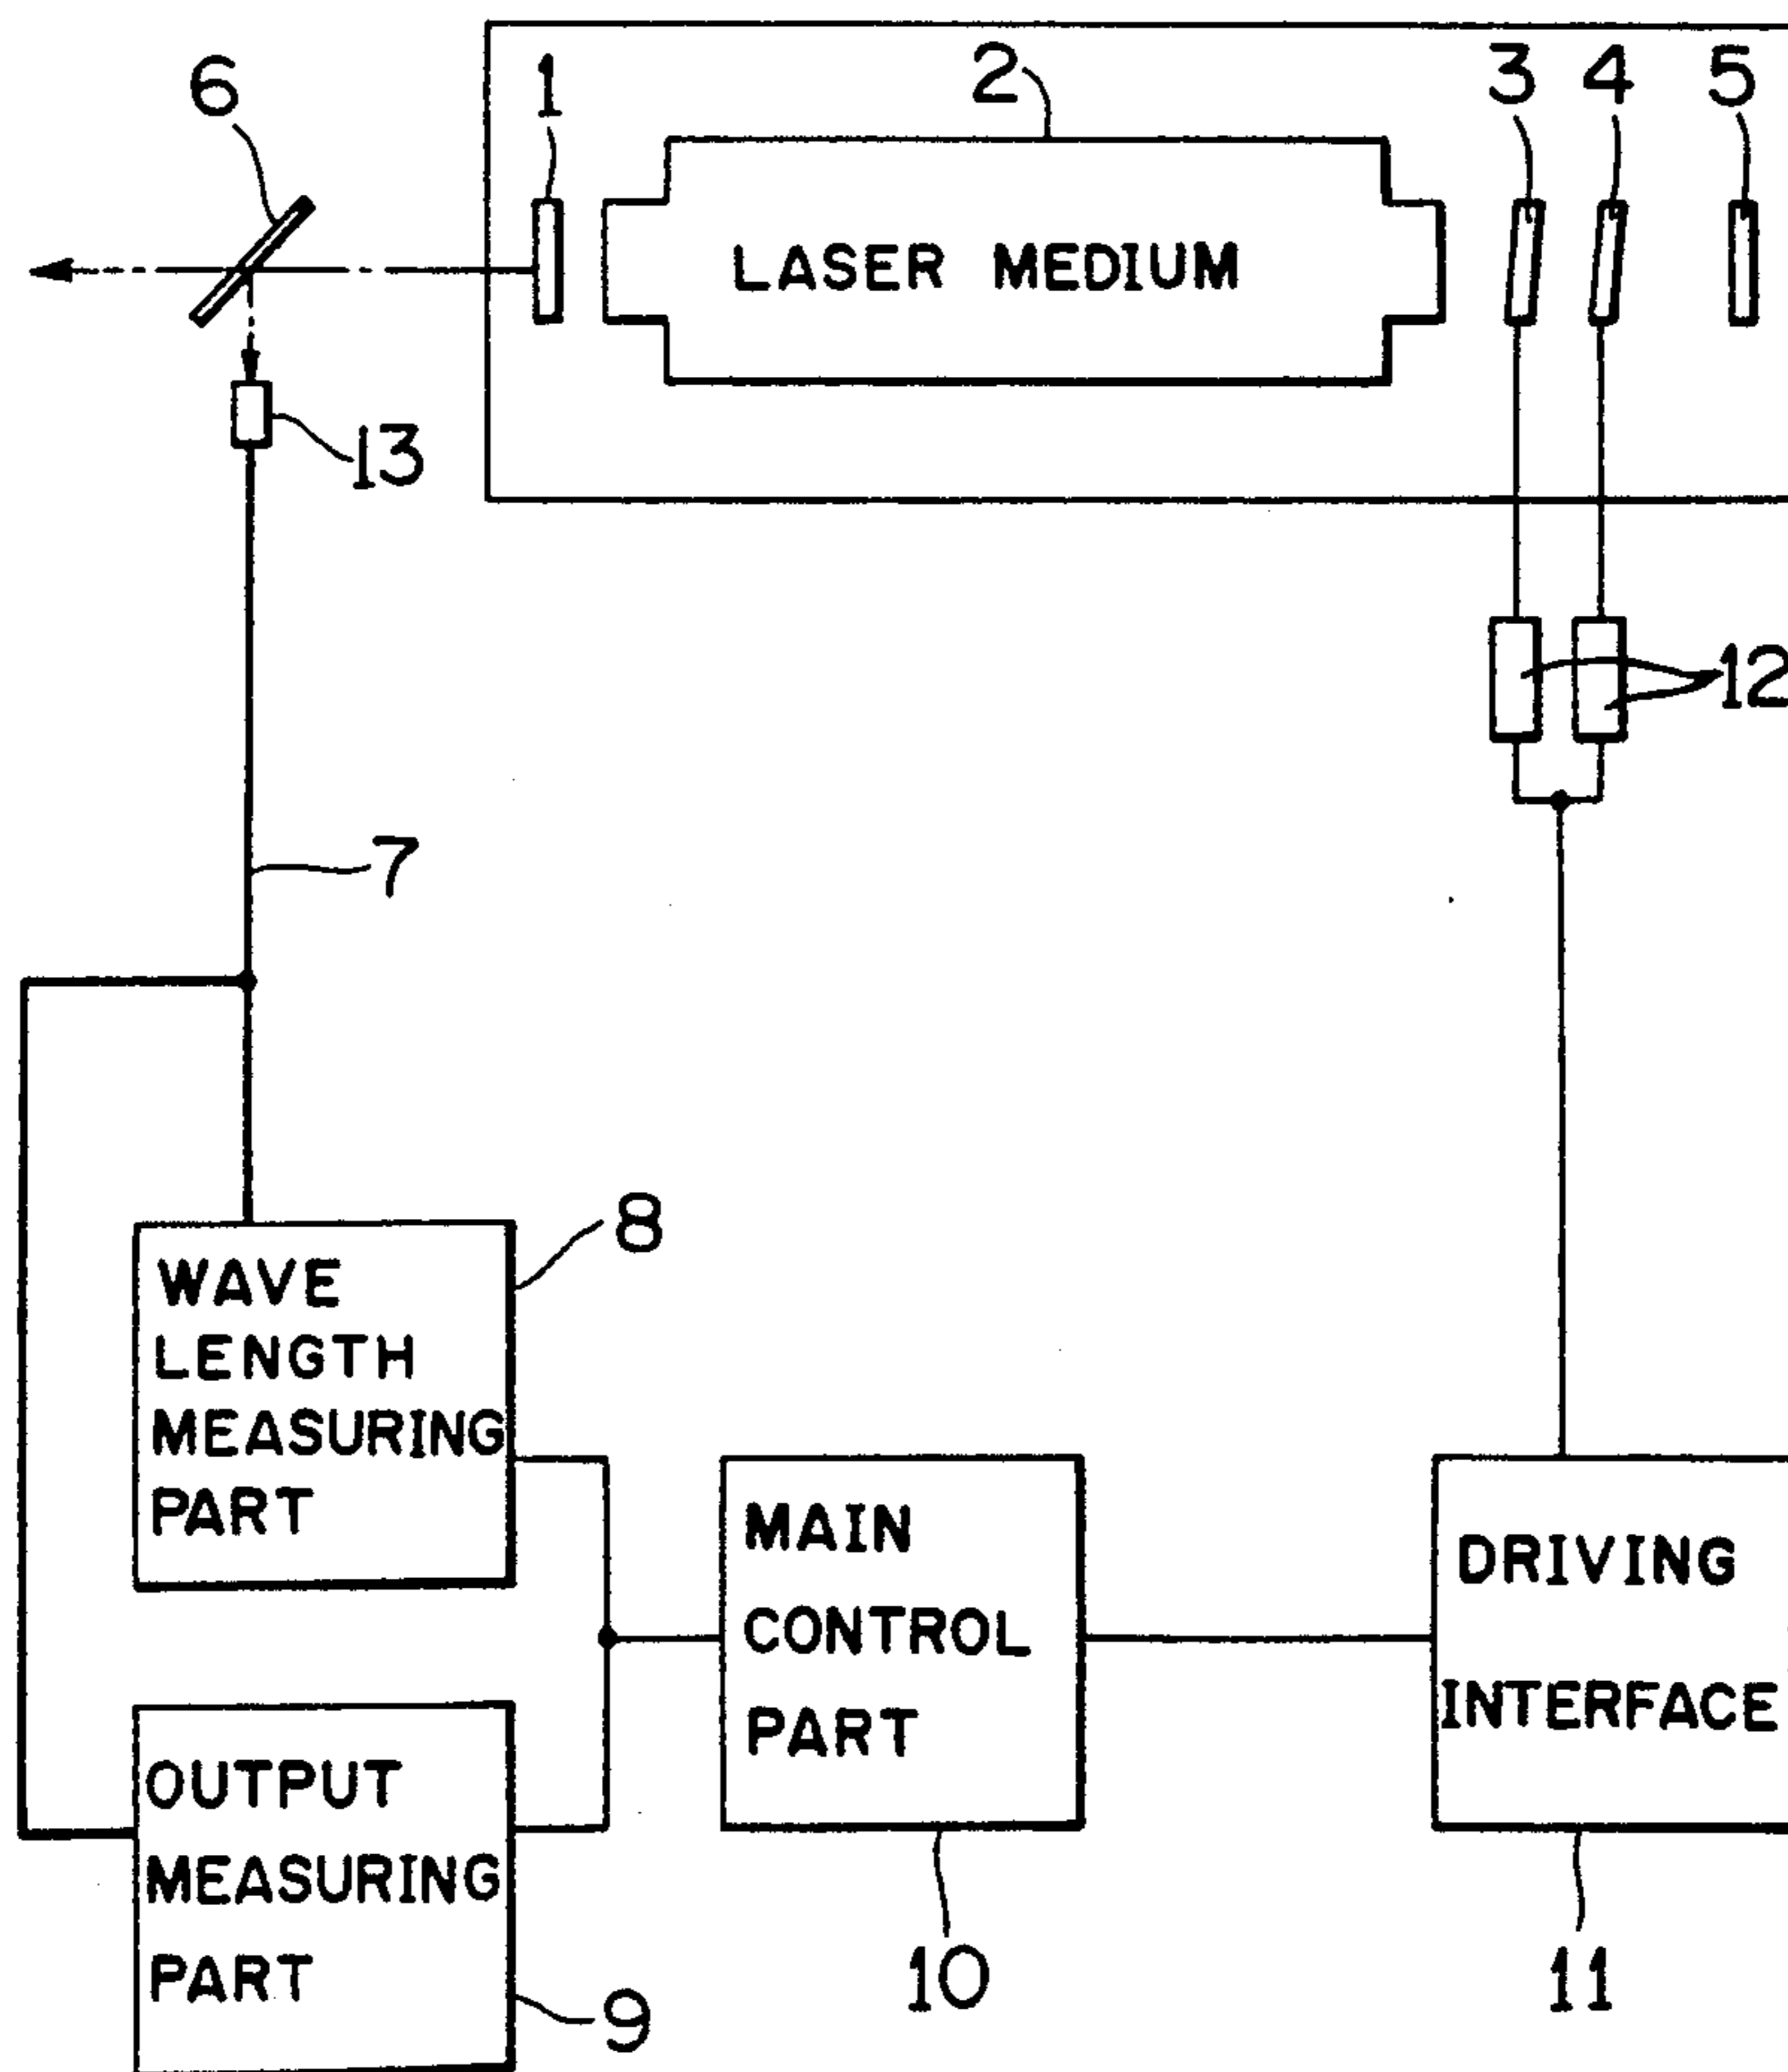 6
1
2
3
4
5
LASER MEDIUM
13
12
7
8
WAVE
LENGTH
MEASURING
PART
MAIN
CONTROL
PART
DRIVING
INTERFACE
OUTPUT
MEASURING
PART
10
11
9